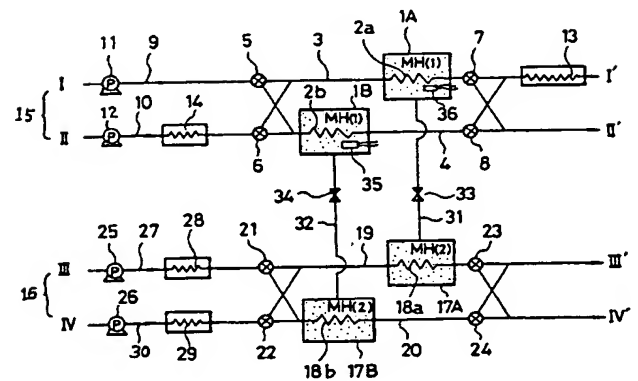 1A
11 9 5 3 2a 7 13
I P MH(1) I'
15 10 14 2b 1B 36
12 MH(1)
II P II'
6 35 4 8
34 33
32 31
25 27 28 21 19 23
MH(2)
III P III'
16 26 18a 17A
MH(2)
IV P IV'
30 29 22 20 24
18b 17B